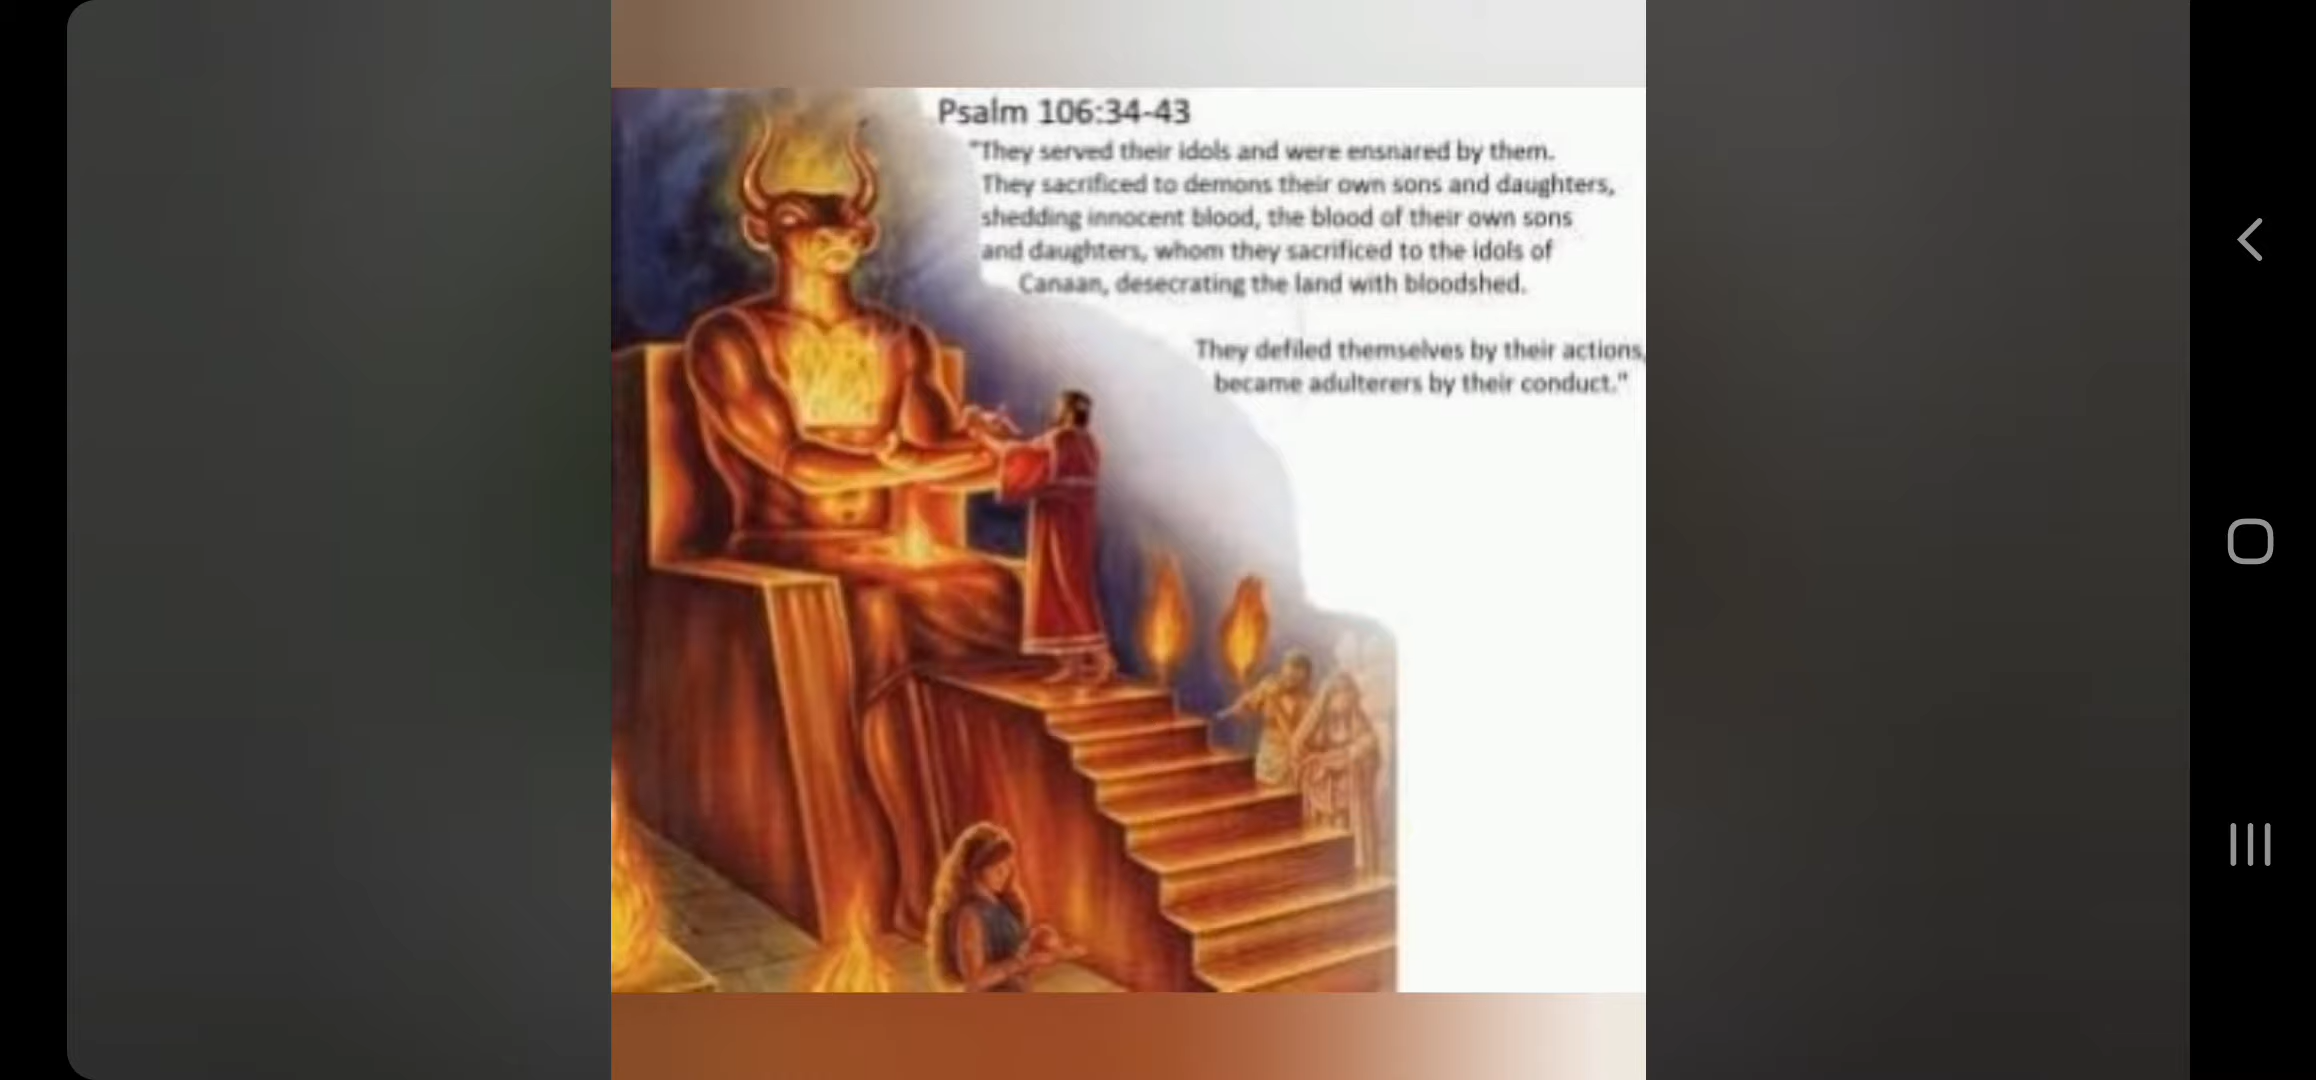 Psalm 106:34-43
"They served their idols and were ensnared by them.
They sacrificed to demons their own sons and daughters,
shedding innocent blood, the blood of their own sons
and daughters, whom they sacrificed to the idols of
Canaan, desecrating the land with bloodshed.
They defiled themselves by their actions,
became adulterers by their conduct."